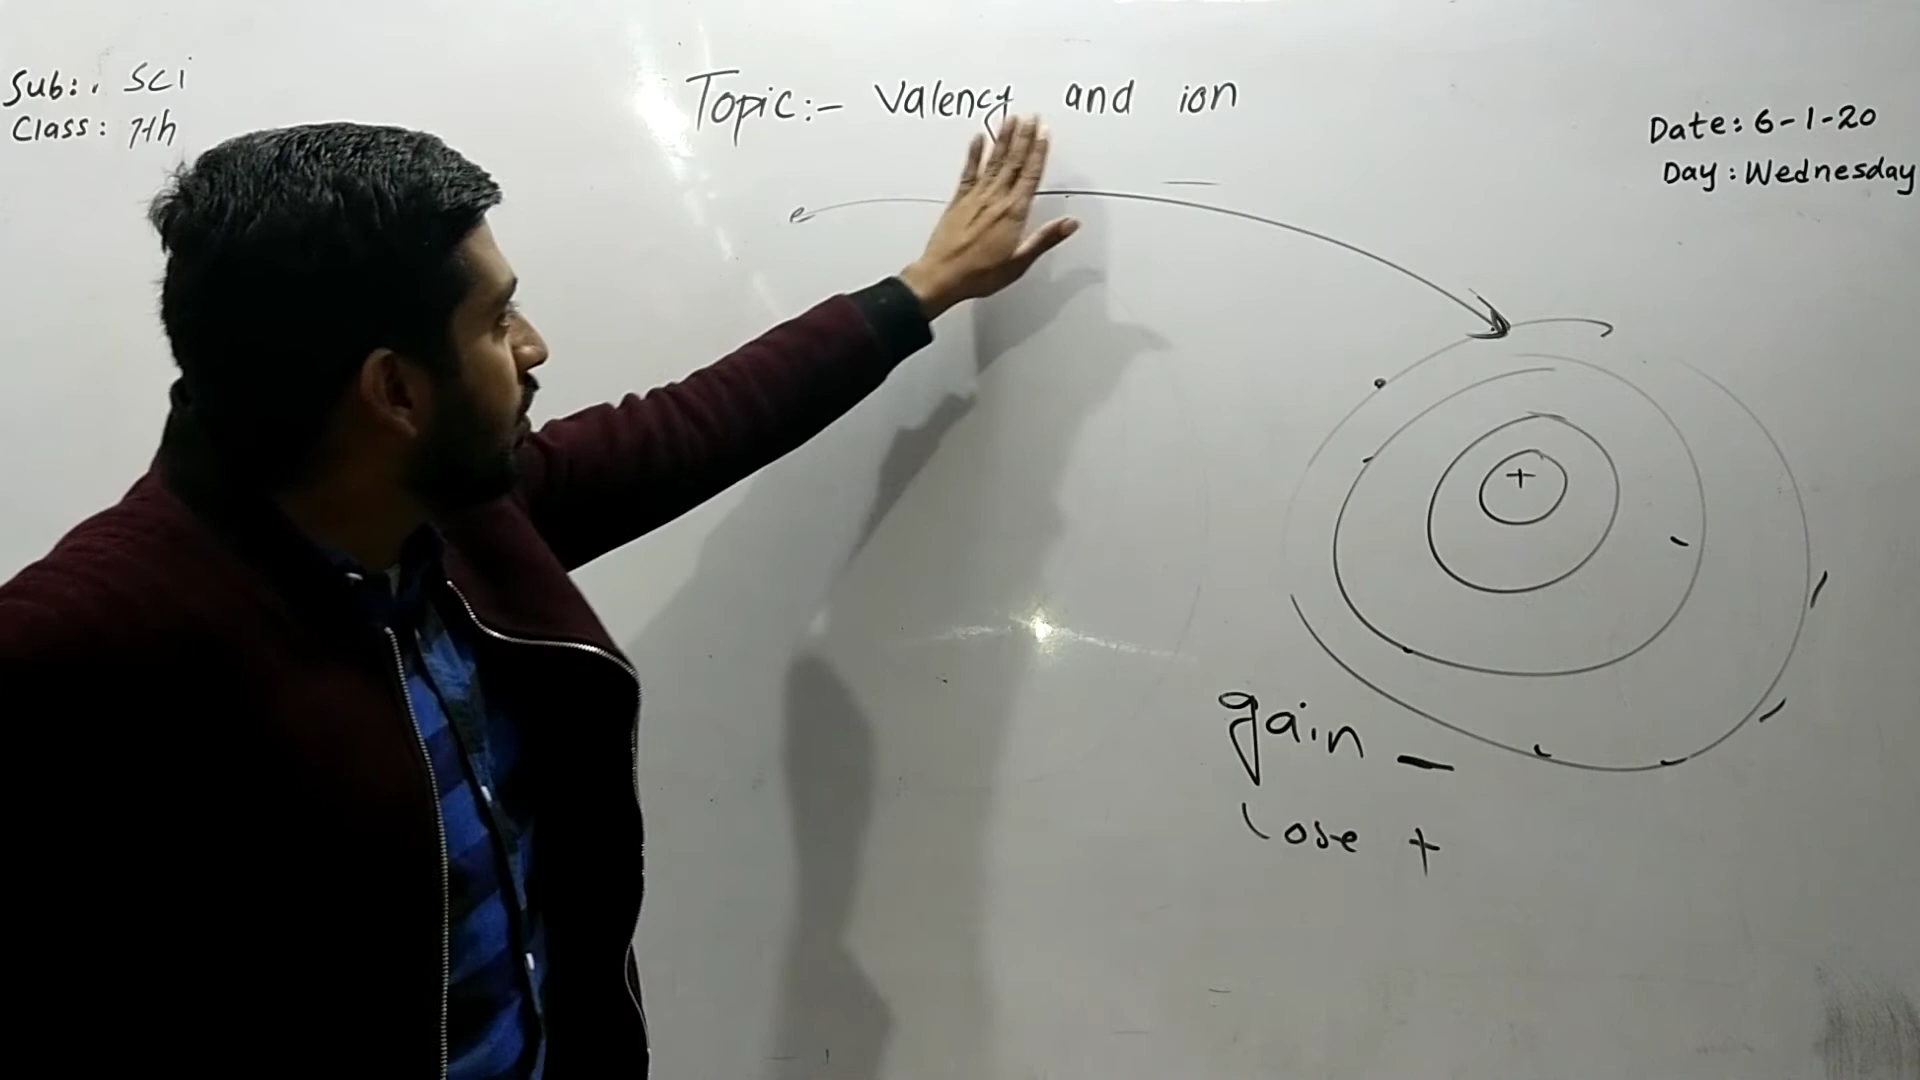 Sub: Sci
Class: 7th
Topic:- Valency and ion
Date: 6-1-20
Day: Wednesday
e
+
gain -
lose +